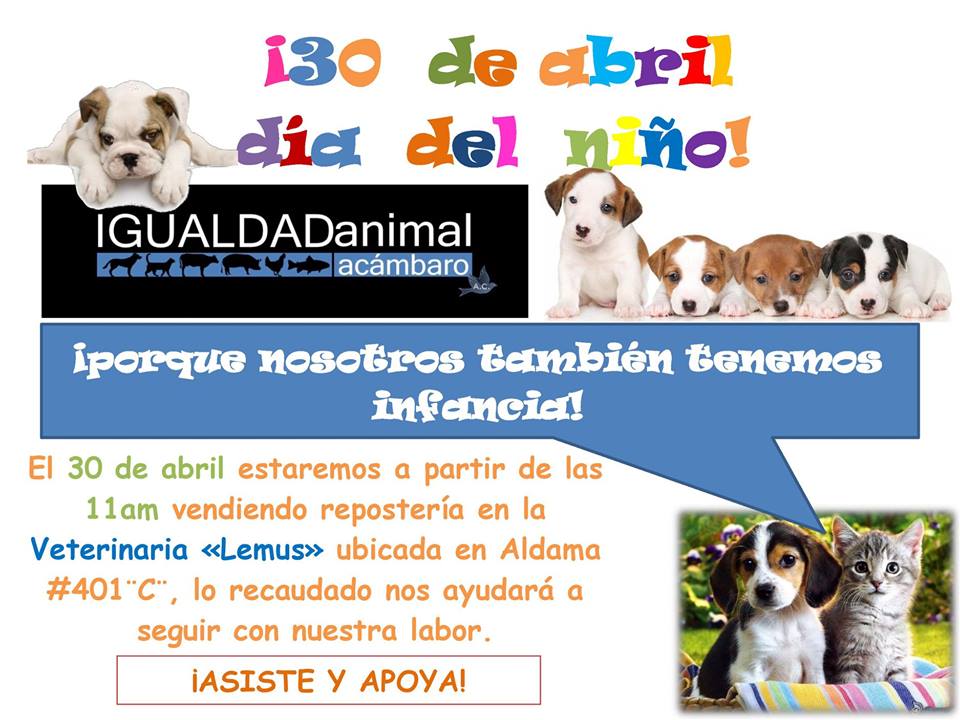 ¡30 de abril
día del niño!
IGUALDADanimal
acámbaro
A.C.
¡porque nosotros también tenemos
infancia!
El 30 de abril estaremos a partir de las
11am vendiendo repostería en la
Veterinaria «Lemus» ubicada en Aldama
#401¨C¨, lo recaudado nos ayudará a
seguir con nuestra labor.
¡ASISTE Y APOYA!